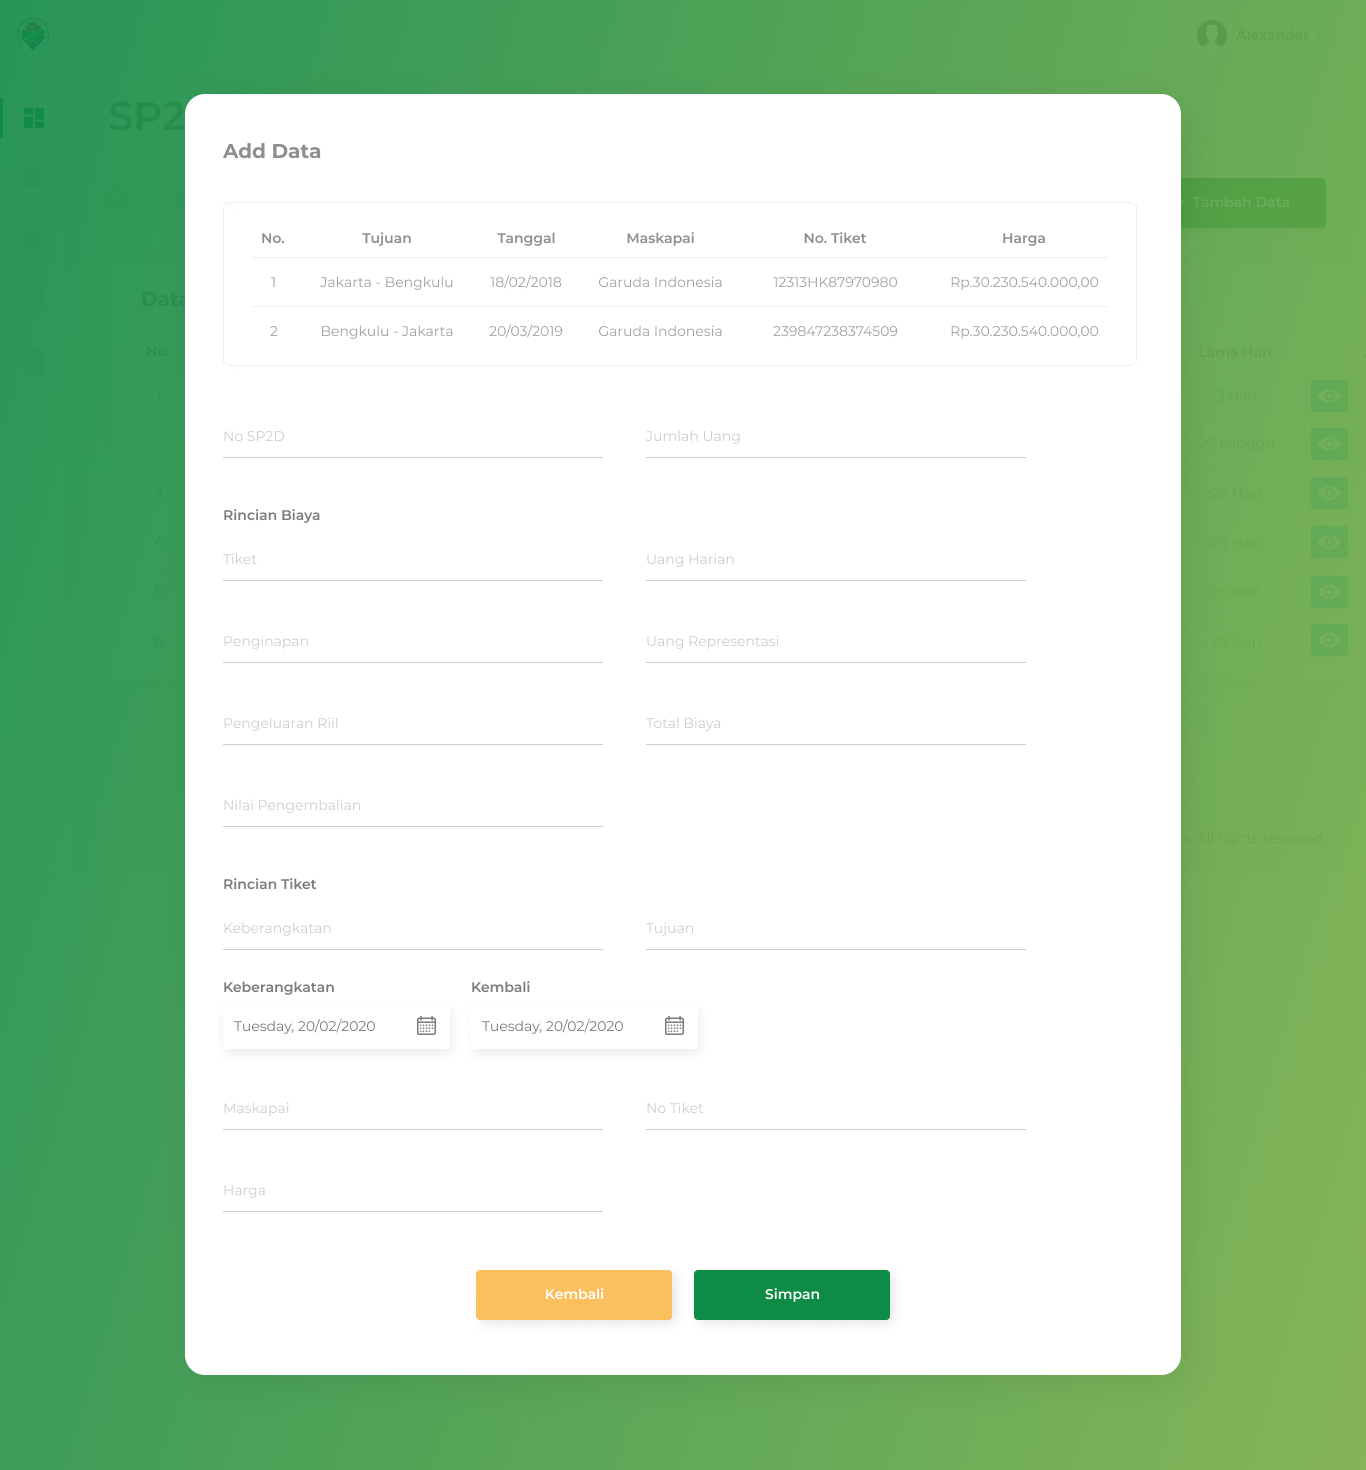 Alexander
SP2
Tambah Data
Add Data
No. Tujuan Tanggal Maskapai No. Tiket Harga
1 Jakarta - Bengkulu 18/02/2018 Garuda Indonesia 12313HK87970980 Rp.30.230.540.000,00
2 Bengkulu - Jakarta 20/03/2019 Garuda Indonesia 239847238374509 Rp.30.230.540.000,00
Data
No. Lama Hari
1 3 Hari
2 20 Minggu
3 20 Hari
4 20 Hari
5 20 Hari
6 20 Hari
No SP2D Jumlah Uang
Rincian Biaya
Tiket Uang Harian
Penginapan Uang Representasi
Pengeluaran Riil Total Biaya
Nilai Pengembalian
s. All rights reserved.
Rincian Tiket
Keberangkatan Tujuan
Keberangkatan Kembali
Tuesday, 20/02/2020 Tuesday, 20/02/2020
Maskapai No Tiket
Harga
Kembali Simpan